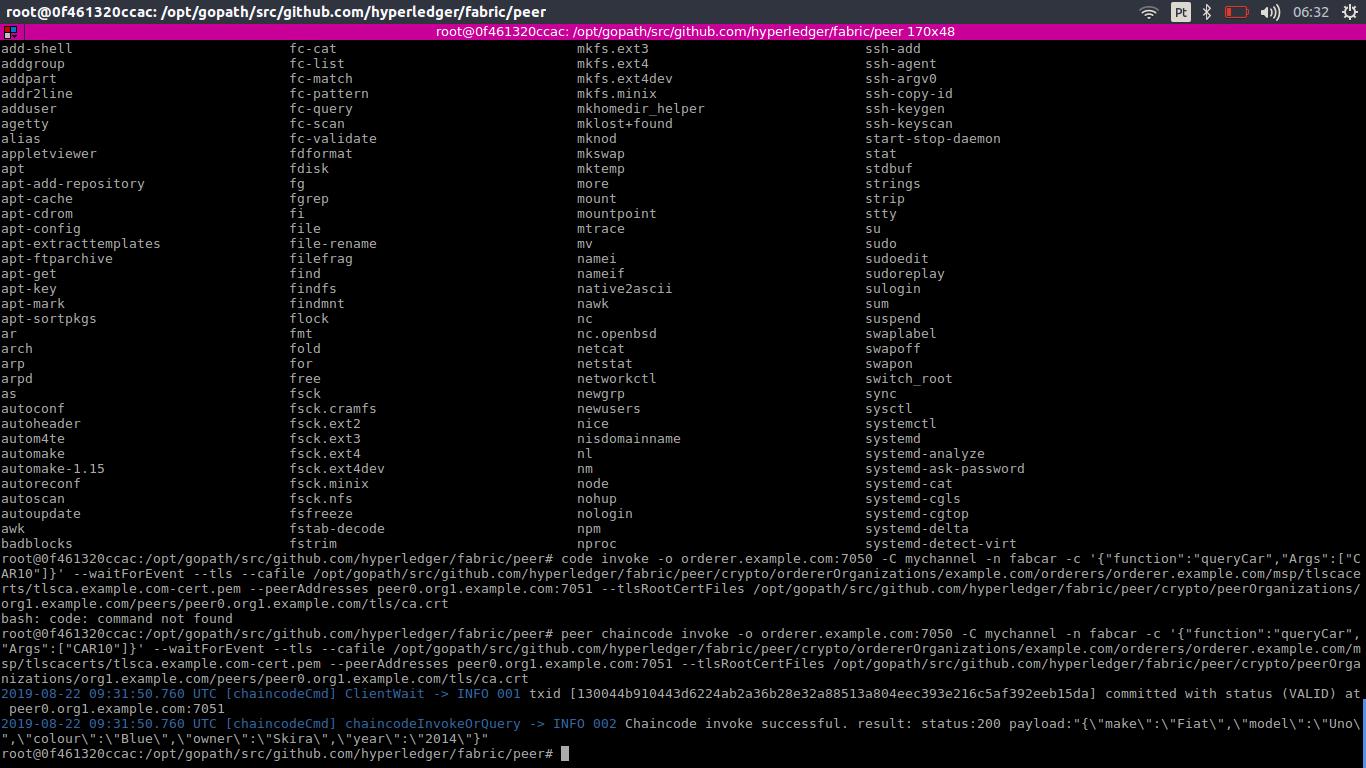 root@0f461320ccac: /opt/gopath/src/github.com/hyperledger/fabric/peer
Pt
06:32
root@0f461320ccac: /opt/gopath/src/github.com/hyperledger/fabric/peer 170x48
add-shell fc-cat mkfs.ext3 ssh-add
addgroup fc-list mkfs.ext4 ssh-agent
addpart fc-match mkfs.ext4dev ssh-argv0
addr2line fc-pattern mkfs.minix ssh-copy-id
adduser fc-query mkhomedir_helper ssh-keygen
agetty fc-scan mklost+found ssh-keyscan
alias fc-validate mknod start-stop-daemon
appletviewer fdformat mkswap stat
apt fdisk mktemp stdbuf
apt-add-repository fg more strings
apt-cache fgrep mount strip
apt-cdrom fi mountpoint stty
apt-config file mtrace su
apt-extracttemplates file-rename mv sudo
apt-ftparchive filefrag namei sudoedit
apt-get find nameif sudoreplay
apt-key findfs native2ascii sulogin
apt-mark findmnt nawk sum
apt-sortpkgs flock nc suspend
ar fmt nc.openbsd swaplabel
arch fold netcat swapoff
arp for netstat swapon
arpd free networkctl switch_root
as fsck newgrp sync
autoconf fsck.cramfs newusers sysctl
autoheader fsck.ext2 nice systemctl
autom4te fsck.ext3 nisdomainname systemd
automake fsck.ext4 nl systemd-analyze
automake-1.15 fsck.ext4dev nm systemd-ask-password
autoreconf fsck.minix node systemd-cat
autoscan fsck.nfs nohup systemd-cgls
autoupdate fsfreeze nologin systemd-cgtop
awk fstab-decode npm systemd-delta
badblocks fstrim nproc systemd-detect-virt
root@0f461320ccac:/opt/gopath/src/github.com/hyperledger/fabric/peer# code invoke -o orderer.example.com:7050 -C mychannel -n fabcar -c '{"function":"queryCar","Args":["C
AR10"]}' --waitForEvent --tls --cafile /opt/gopath/src/github.com/hyperledger/fabric/peer/crypto/ordererOrganizations/example.com/orderers/orderer.example.com/msp/tlscace
rts/tlsca.example.com-cert.pem --peerAddresses peer0.org1.example.com:7051 --tlsRootCertFiles /opt/gopath/src/github.com/hyperledger/fabric/peer/crypto/peerOrganizations/
org1.example.com/peers/peer0.org1.example.com/tls/ca.crt
bash: code: command not found
root@0f461320ccac:/opt/gopath/src/github.com/hyperledger/fabric/peer# peer chaincode invoke -o orderer.example.com:7050 -C mychannel -n fabcar -c '{"function":"queryCar",
"Args":["CAR10"]}' --waitForEvent --tls --cafile /opt/gopath/src/github.com/hyperledger/fabric/peer/crypto/ordererOrganizations/example.com/orderers/orderer.example.com/m
sp/tlscacerts/tlsca.example.com-cert.pem --peerAddresses peer0.org1.example.com:7051 --tlsRootCertFiles /opt/gopath/src/github.com/hyperledger/fabric/peer/crypto/peerOrga
nizations/org1.example.com/peers/peer0.org1.example.com/tls/ca.crt
2019-08-22 09:31:50.760 UTC [chaincodeCmd] ClientWait -> INFO 001 txid [130044b910443d6224ab2a36b28e32a88513a804eec393e216c5af392eeb15da] committed with status (VALID) at
peer0.org1.example.com:7051
2019-08-22 09:31:50.760 UTC [chaincodeCmd] chaincodeInvokeOrQuery -> INFO 002 Chaincode invoke successful. result: status:200 payload:"{\"make\":\"Fiat\",\"model\":\"Uno\
",\"colour\":\"Blue\",\"owner\":\"Skira\",\"year\":\"2014\"}"
root@0f461320ccac:/opt/gopath/src/github.com/hyperledger/fabric/peer#